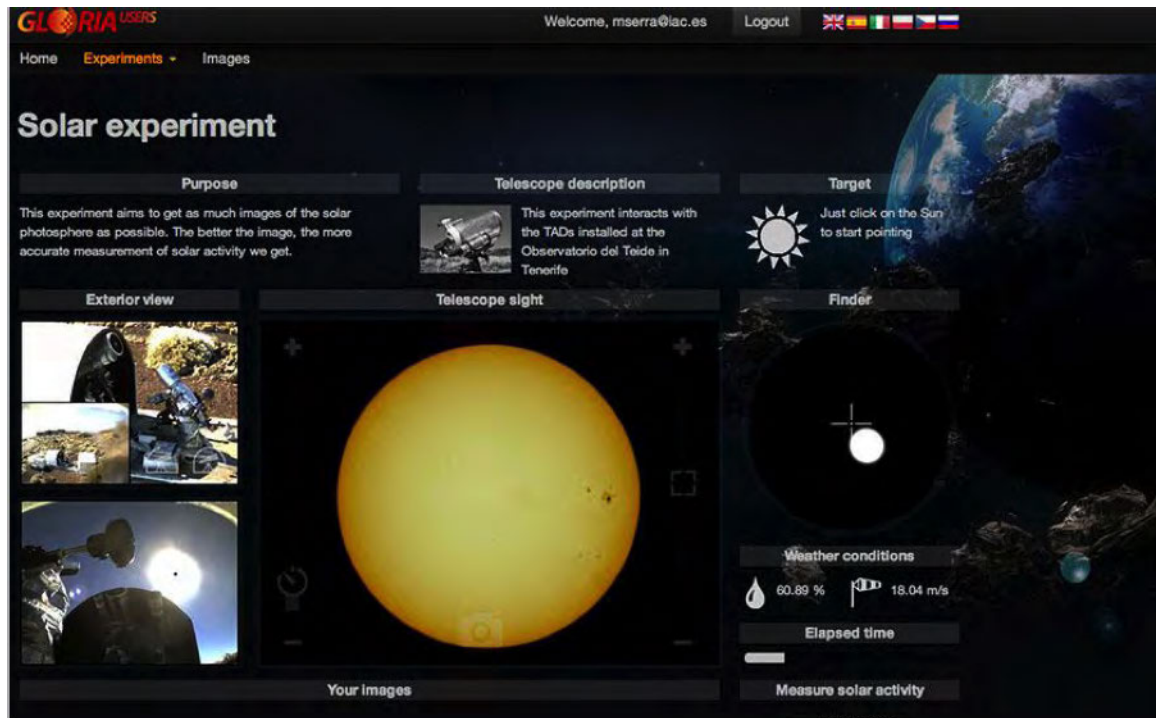 GLORIA USERS
Welcome, mserra@iac.es
Logout
Home
Experiments
Images
Solar experiment
Purpose
This experiment aims to get as much images of the solar
photosphere as possible. The better the image, the more
accurate measurement of solar activity we get.
Telescope description
This experiment interacts with
the TADs installed at the
Observatorio del Teide in
Tenerife
Target
Just click on the Sun
to start pointing
Exterior view
Telescope sight
Finder
Weather conditions
60.89 %
18.04 m/s
Elapsed time
Your images
Measure solar activity